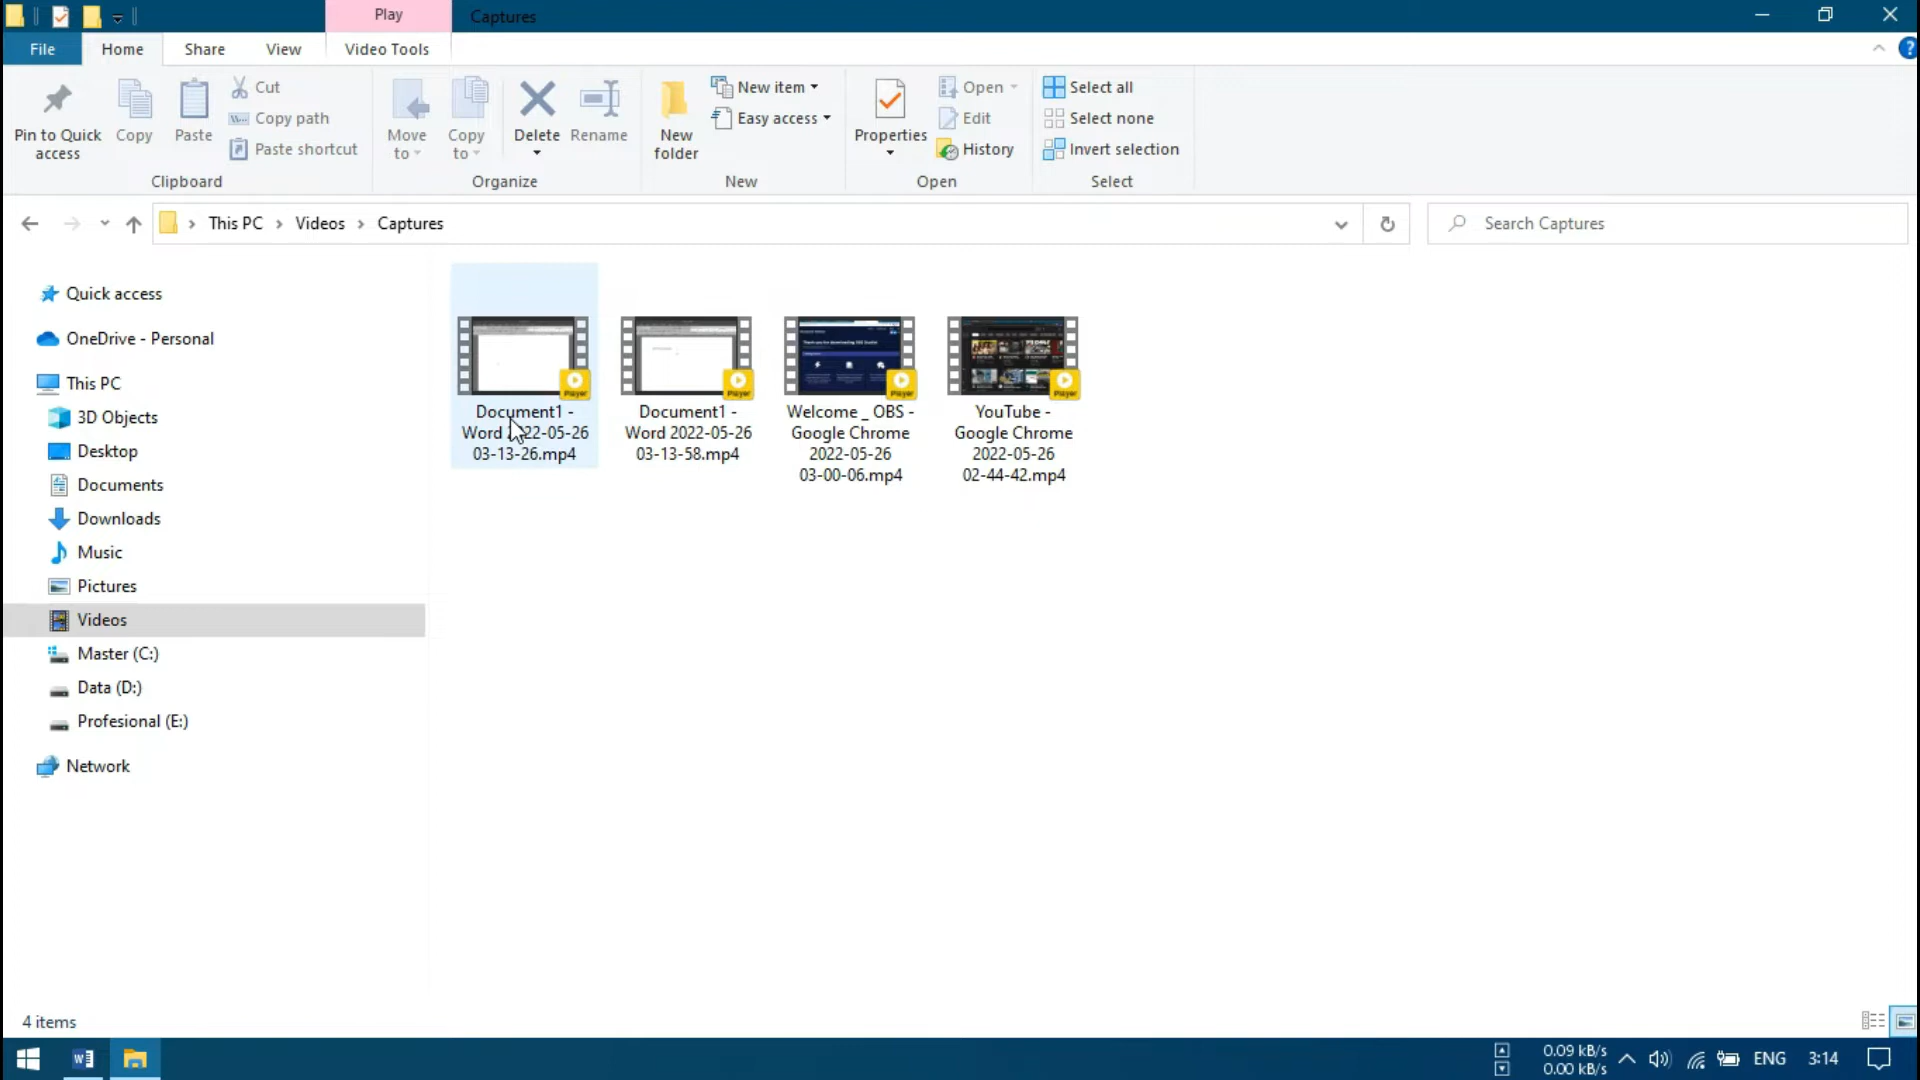 Play
Captures
File
Home
Share
View
Video Tools
Pin to Quick access
Copy
Paste
Cut
Copy path
Paste shortcut
Clipboard
Move to
Copy to
Delete
Rename
Organize
New folder
New item
Easy access
New
Properties
Open
Edit
History
Open
Select all
Select none
Invert selection
Select
This PC
Videos
Captures
Search Captures
Quick access
OneDrive - Personal
This PC
3D Objects
Desktop
Documents
Downloads
Music
Pictures
Videos
Master (C:)
Data (D:)
Profesional (E:)
Network
Player
Document1 -
Word 2022-05-26
03-13-26.mp4
Player
Document1 -
Word 2022-05-26
03-13-58.mp4
Player
Welcome _ OBS -
Google Chrome
2022-05-26
03-00-06.mp4
Player
YouTube -
Google Chrome
2022-05-26
02-44-42.mp4
4 items
0.09 kB/s
0.00 kB/s
ENG
3:14